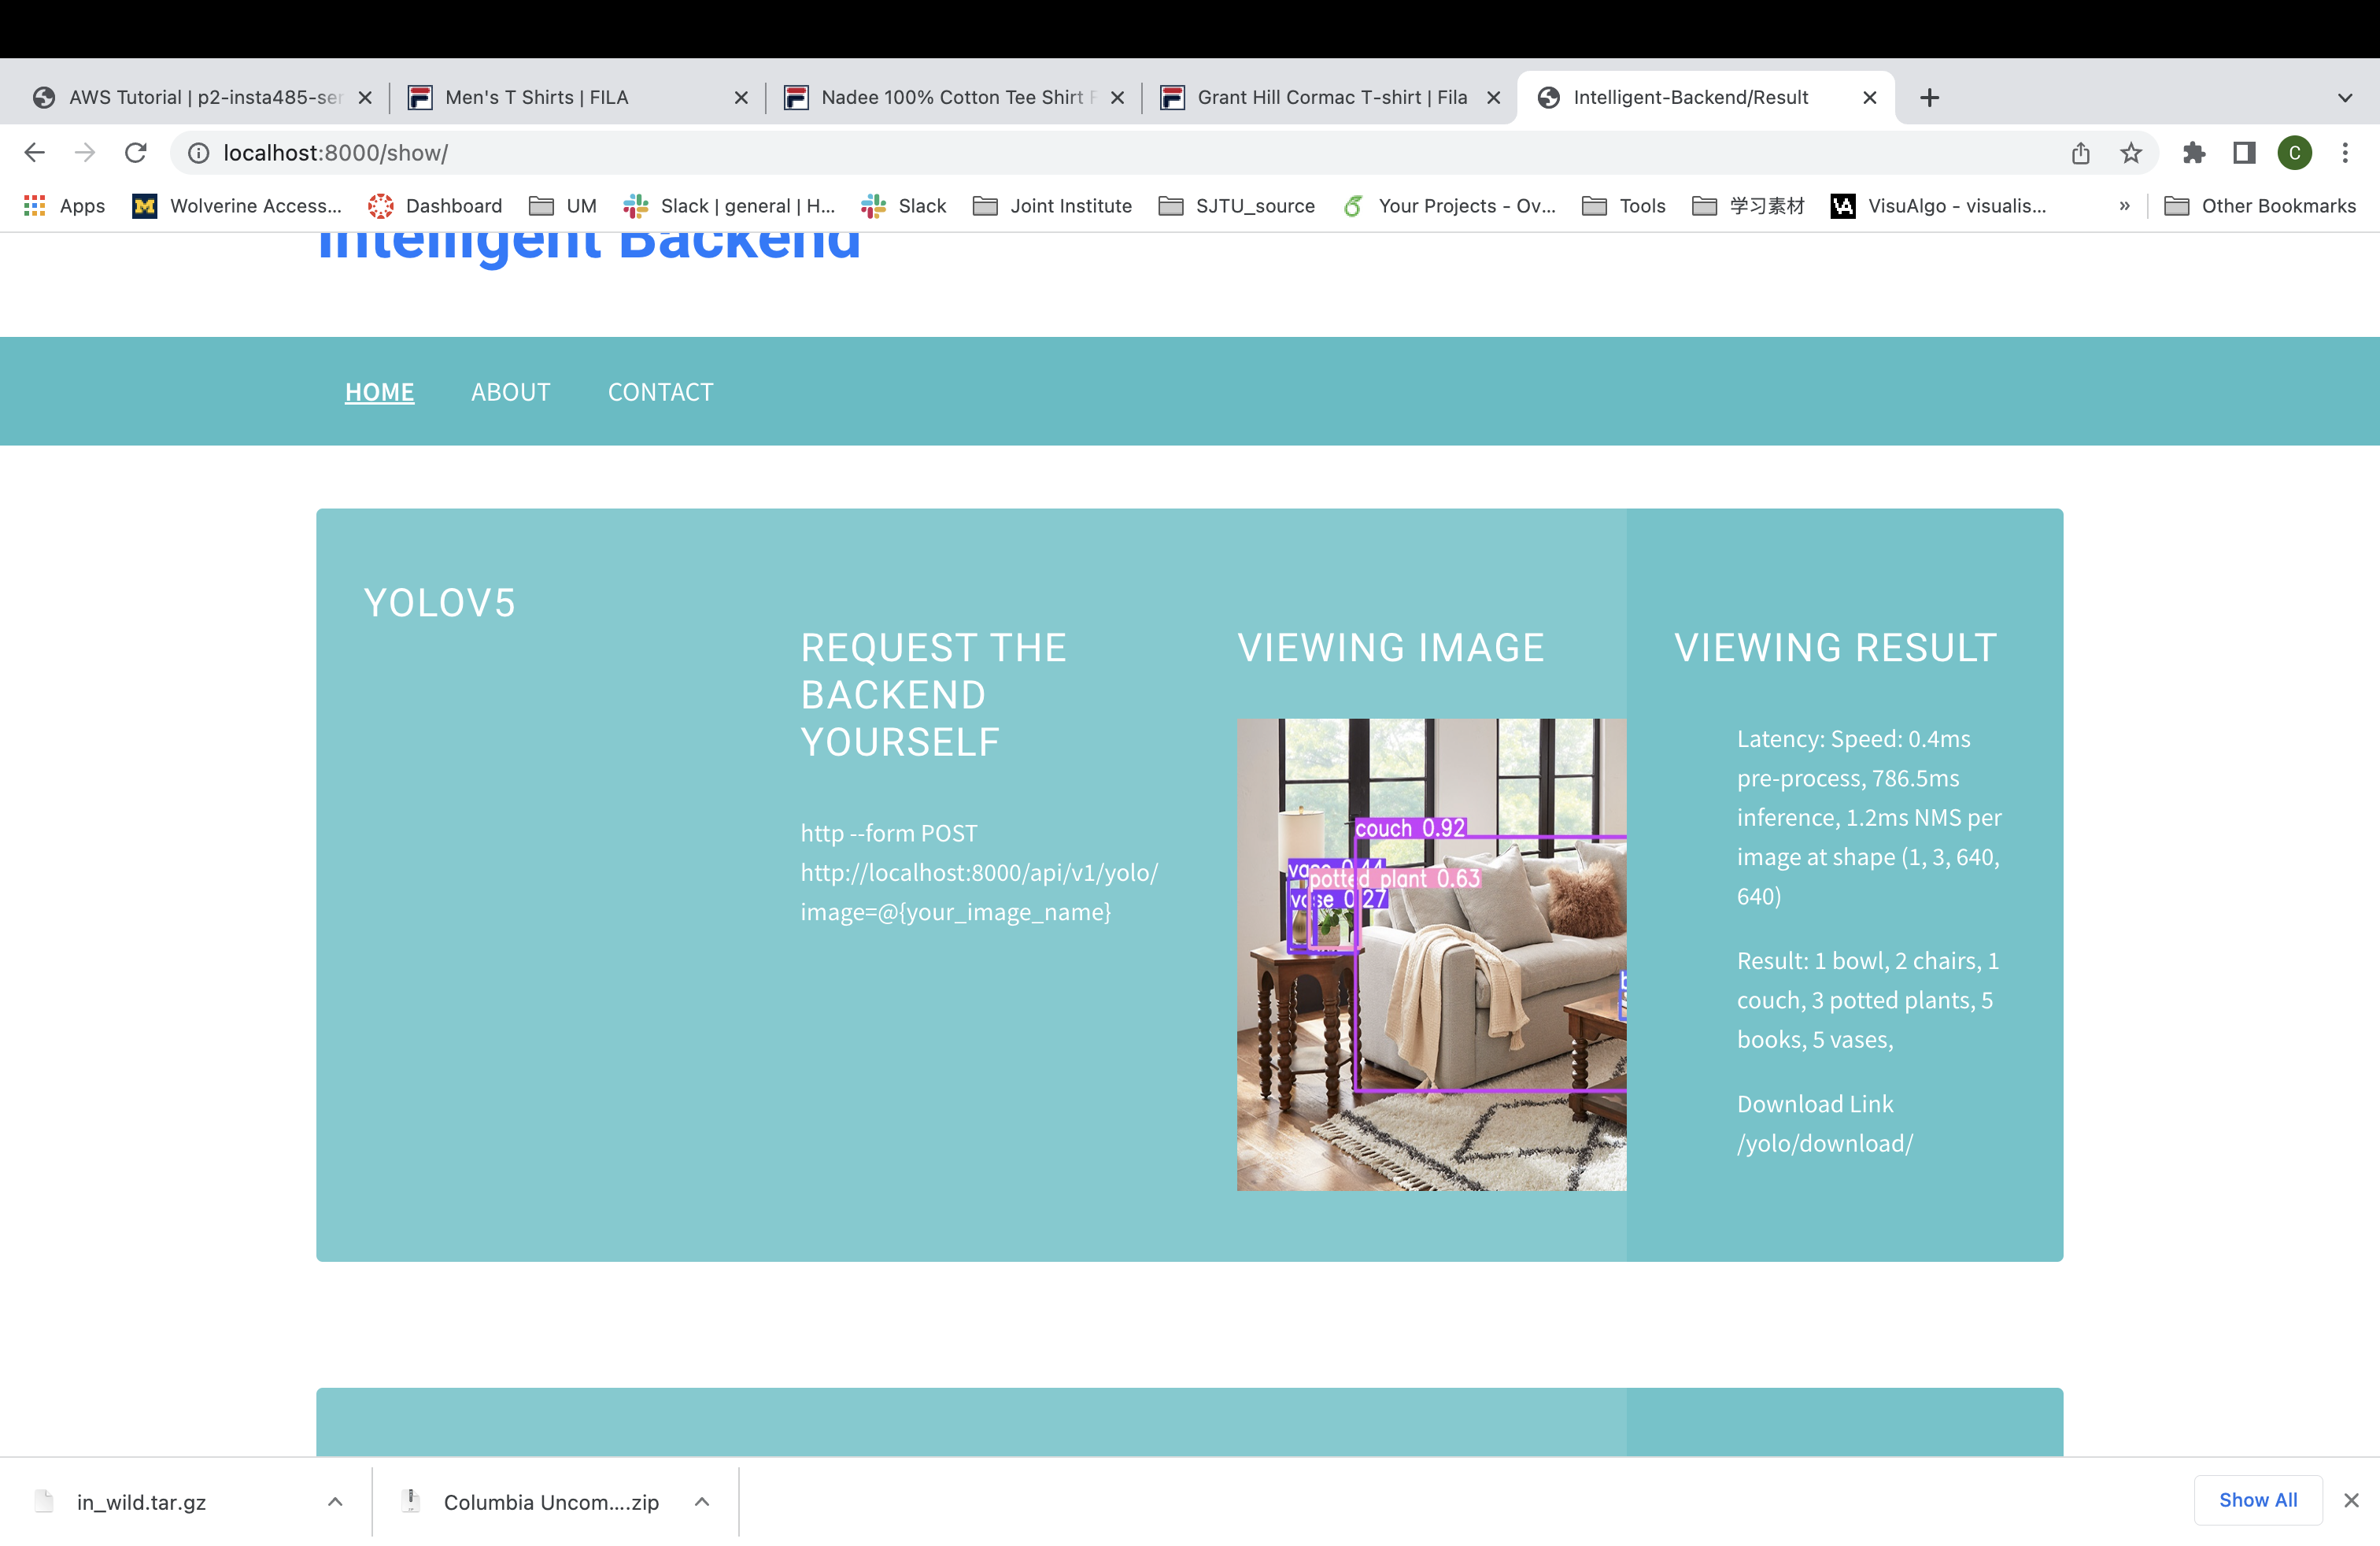 AWS Tutorial | p2-insta485-ser
Men's T Shirts | FILA
Nadee 100% Cotton Tee Shirt F
Grant Hill Cormac T-shirt | Fila
Intelligent-Backend/Result
localhost:8000/show/
C
Apps
Wolverine Access...
Dashboard
UM
Slack | general | H...
Slack
Joint Institute
SJTU_source
Your Projects - Ov...
Tools
学习素材
VisuAlgo - visualis...
»
Other Bookmarks
Intelligent Backend
HOME
ABOUT
CONTACT
YOLOV5
REQUEST THE
BACKEND
YOURSELF
http --form POST
http://localhost:8000/api/v1/yolo/
image=@{your_image_name}
VIEWING IMAGE
couch 0.92
vase 0.44
potted plant 0.63
vase 0.27
VIEWING RESULT
Latency: Speed: 0.4ms
pre-process, 786.5ms
inference, 1.2ms NMS per
image at shape (1, 3, 640,
640)
Result: 1 bowl, 2 chairs, 1
couch, 3 potted plants, 5
books, 5 vases,
Download Link
/yolo/download/
in_wild.tar.gz
Columbia Uncom....zip
Show All